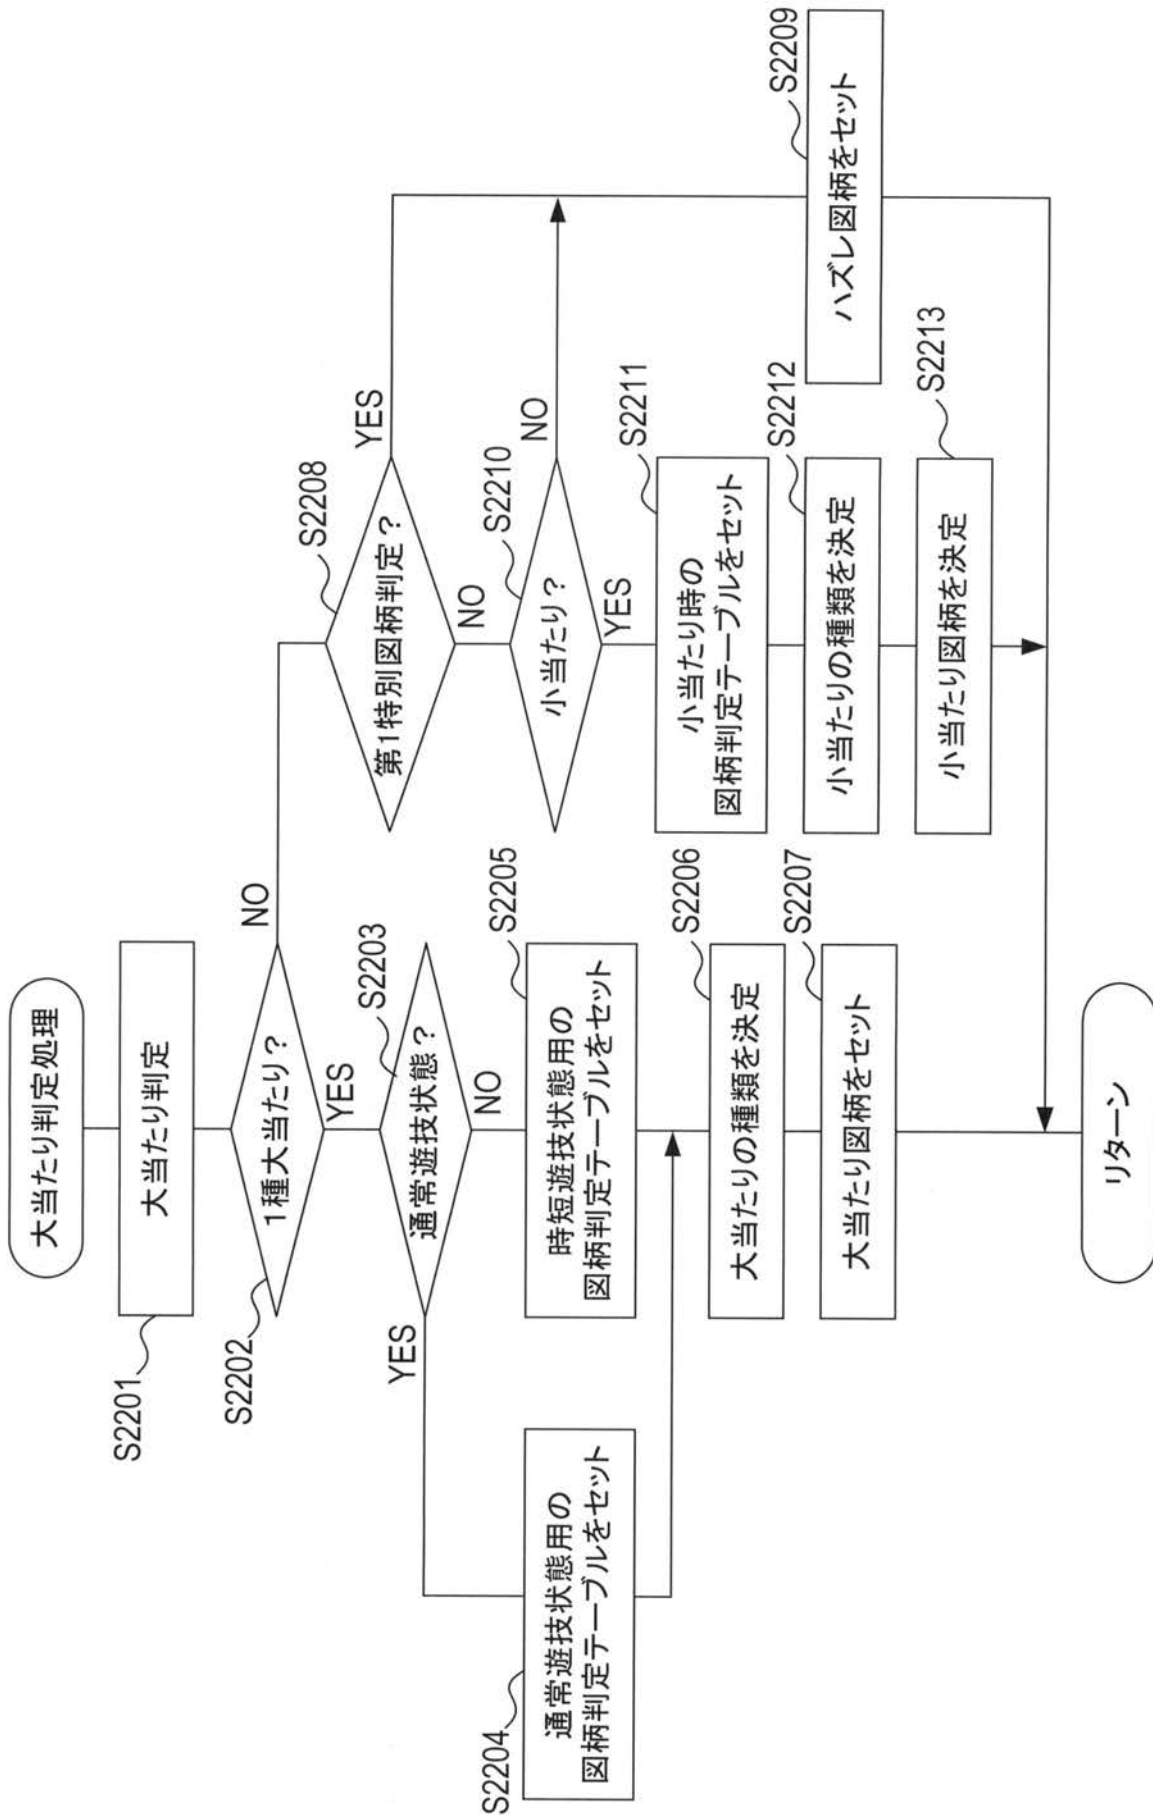 大当たり判定処理
大当たり判定
S2201
1種大当たり？
S2202
NO
YES
通常遊技状態？
S2203
YES
NO
通常遊技状態用の
図柄判定テーブルをセット
S2204
時短遊技状態用の
図柄判定テーブルをセット
S2205
大当たりの種類を決定
S2206
大当たり図柄をセット
S2207
第1特別図柄判定？
S2208
YES
NO
小当たり？
S2210
NO
YES
小当たり時の
図柄判定テーブルをセット
S2211
小当たりの種類を決定
S2212
小当たり図柄を決定
S2213
ハズレ図柄をセット
S2209
リターン